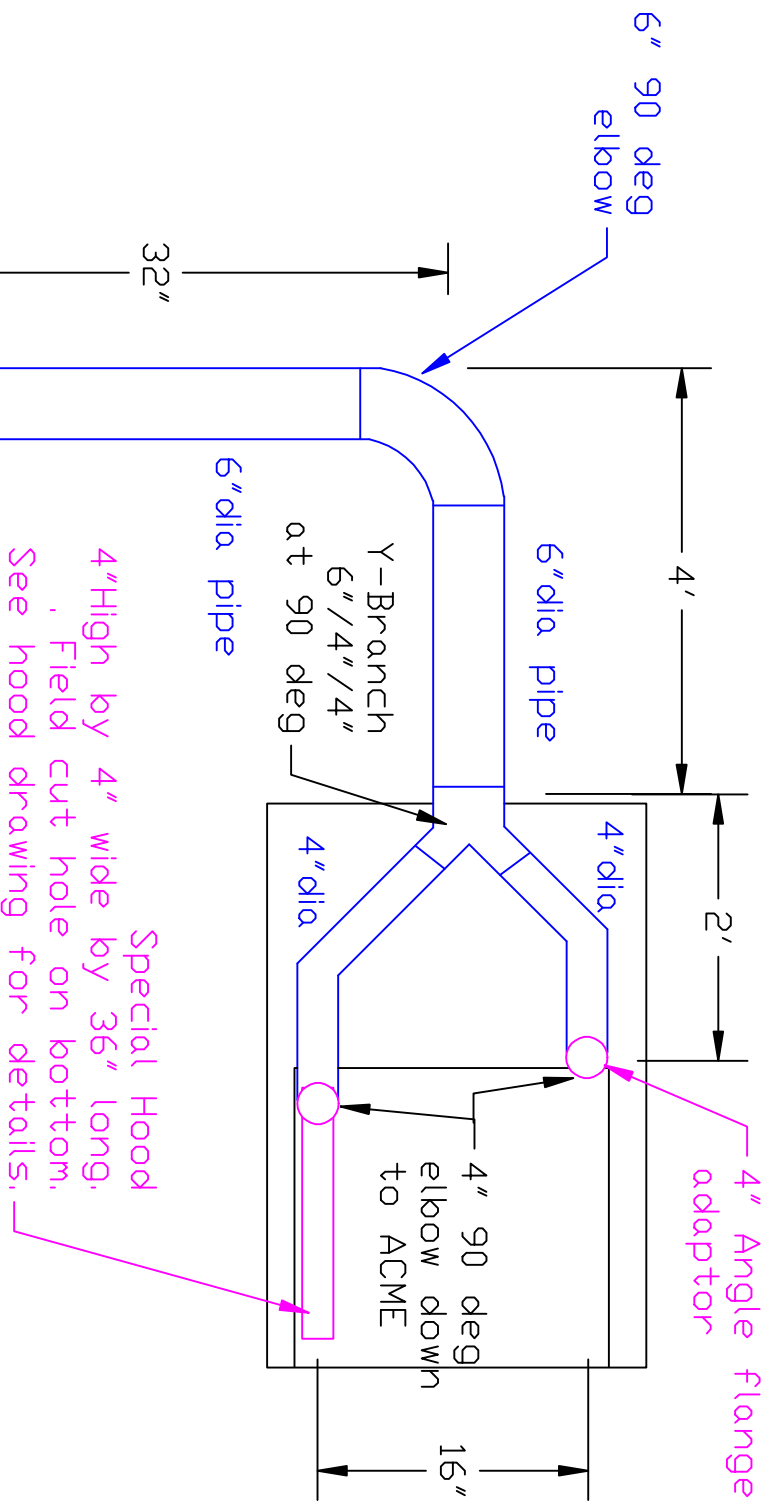 6" 90 deg
elbow
32"
4'
6"dia pipe
6"dia pipe
Y-Branch
6"/4"/4"
at 90 deg
4"dia
4"dia
2'
4" Angle flange
adaptor
4" 90 deg
elbow down
to ACME
16"
Special Hood
4"High by 4" wide by 36" long.
. Field cut hole on bottom.
See hood drawing for details.